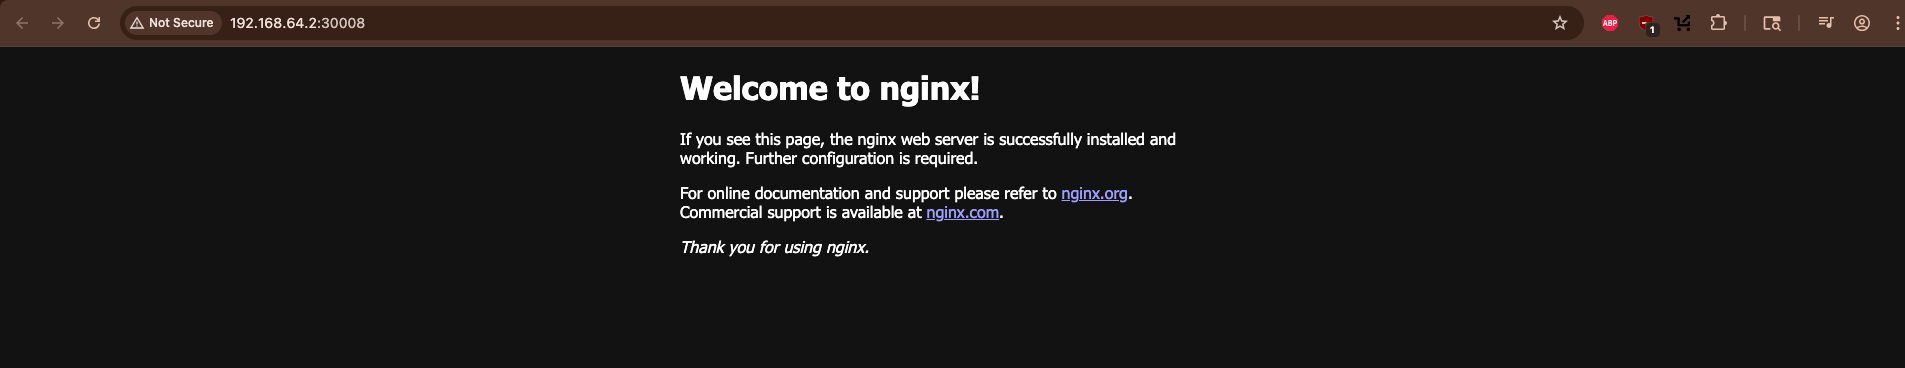 Not Secure 192.168.64.2:30008
ABP
1
Welcome to nginx!
If you see this page, the nginx web server is successfully installed and
working. Further configuration is required.
For online documentation and support please refer to nginx.org.
Commercial support is available at nginx.com.
Thank you for using nginx.